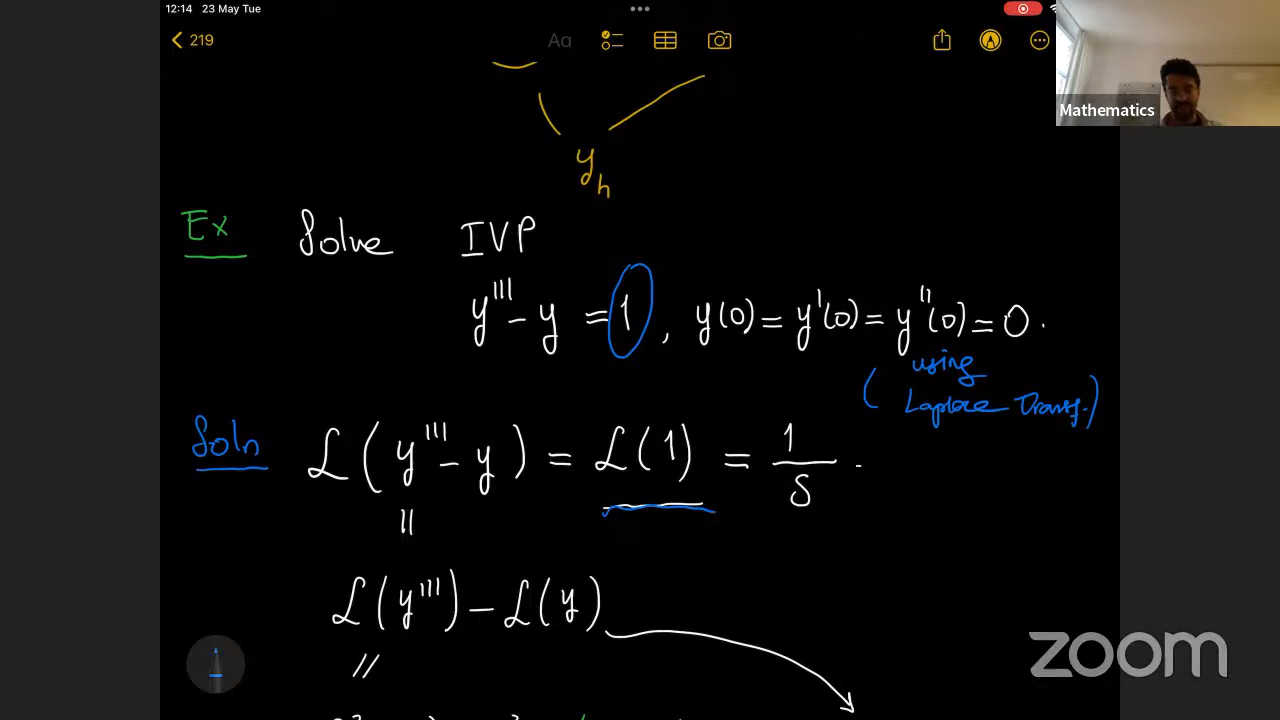 12:14 23 May Tue
219
Aa
Mathematics
y_h
Ex Solve IVP
y''' - y = 1, y(0) = y'(0) = y''(0) = 0.
(using
Laplace Transf.)
Soln ℒ(y''' - y) = ℒ(1) = 1/s.
||
ℒ(y''') - ℒ(y)
//
zoom